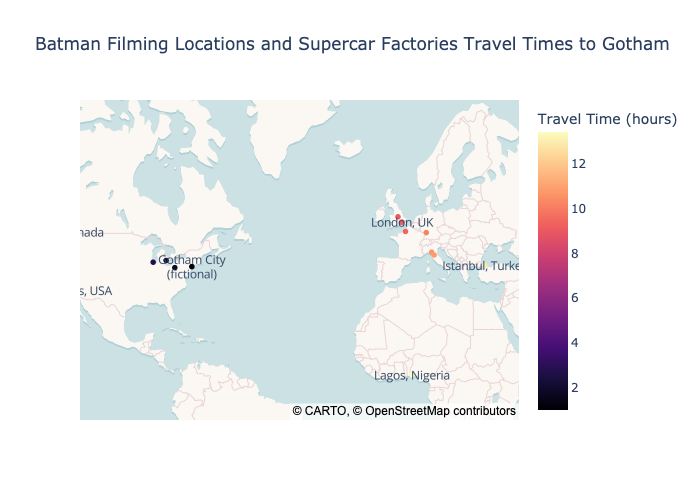 Batman Filming Locations and Supercar Factories Travel Times to Gotham
Travel Time (hours)
12
10
8
6
4
2
nada
s, USA
Gotham City
(fictional)
London, UK
Istanbul, Turke
Lagos, Nigeria
© CARTO, © OpenStreetMap contributors